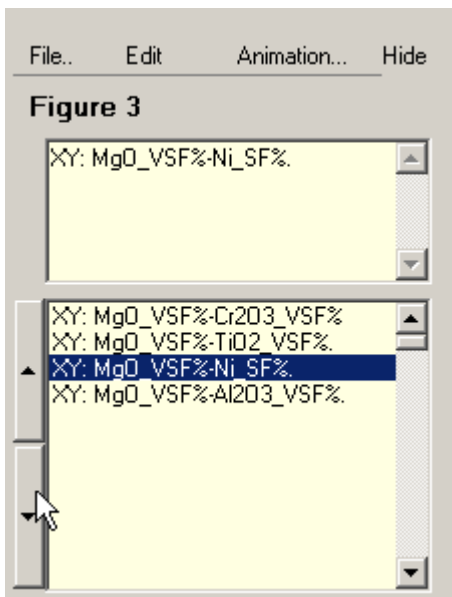 File.. Edit Animation... Hide
Figure 3
XY: MgO_VSF%-Ni_SF%.
XY: MgO_VSF%-Cr2O3_VSF%
XY: MgO_VSF%-TiO2_VSF%.
XY: MgO_VSF%-Ni_SF%.
XY: MgO_VSF%-Al2O3_VSF%.